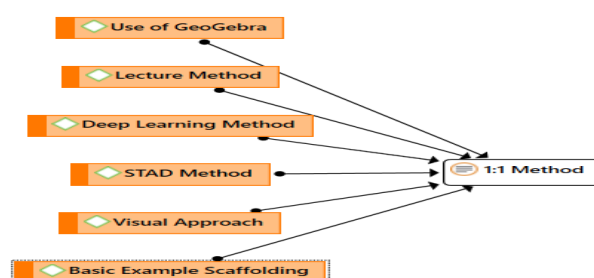 Use of GeoGebra
Lecture Method
Deep Learning Method
STAD Method
1:1 Method
Visual Approach
Basic Example Scaffolding